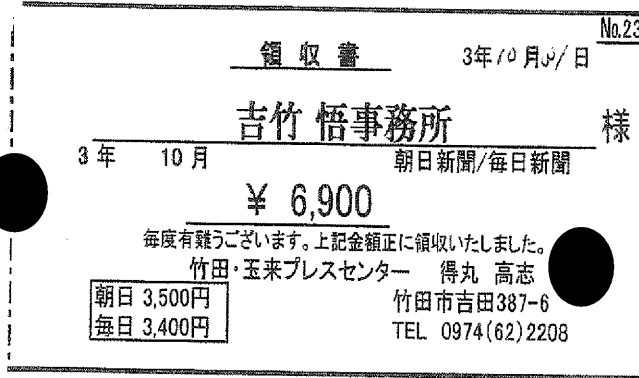 No.23
領収書
3年10月31日
吉竹 悟事務所 様
3年 10月 朝日新聞/毎日新聞
¥ 6,900
毎度有難うございます。上記金額正に領収いたしました。
竹田・玉来プレスセンター 得丸 高志
朝日 3,500円
竹田市吉田387-6
毎日 3,400円
TEL 0974(62)2208